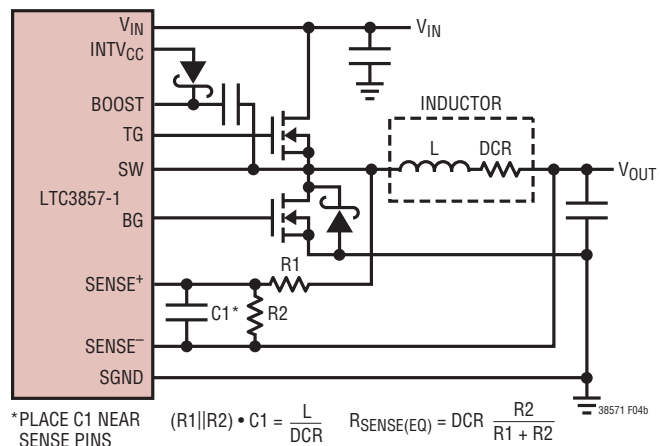 V_IN
V_IN
INTV_CC
INDUCTOR
BOOST
TG
L DCR
SW
V_OUT
LTC3857-1
BG
R1
SENSE⁺
C1* R2
SENSE⁻
SGND
38571 F04b
*PLACE C1 NEAR
SENSE PINS
(R1||R2) • C1 = L/DCR
R_SENSE(EQ) = DCR R2/(R1 + R2)